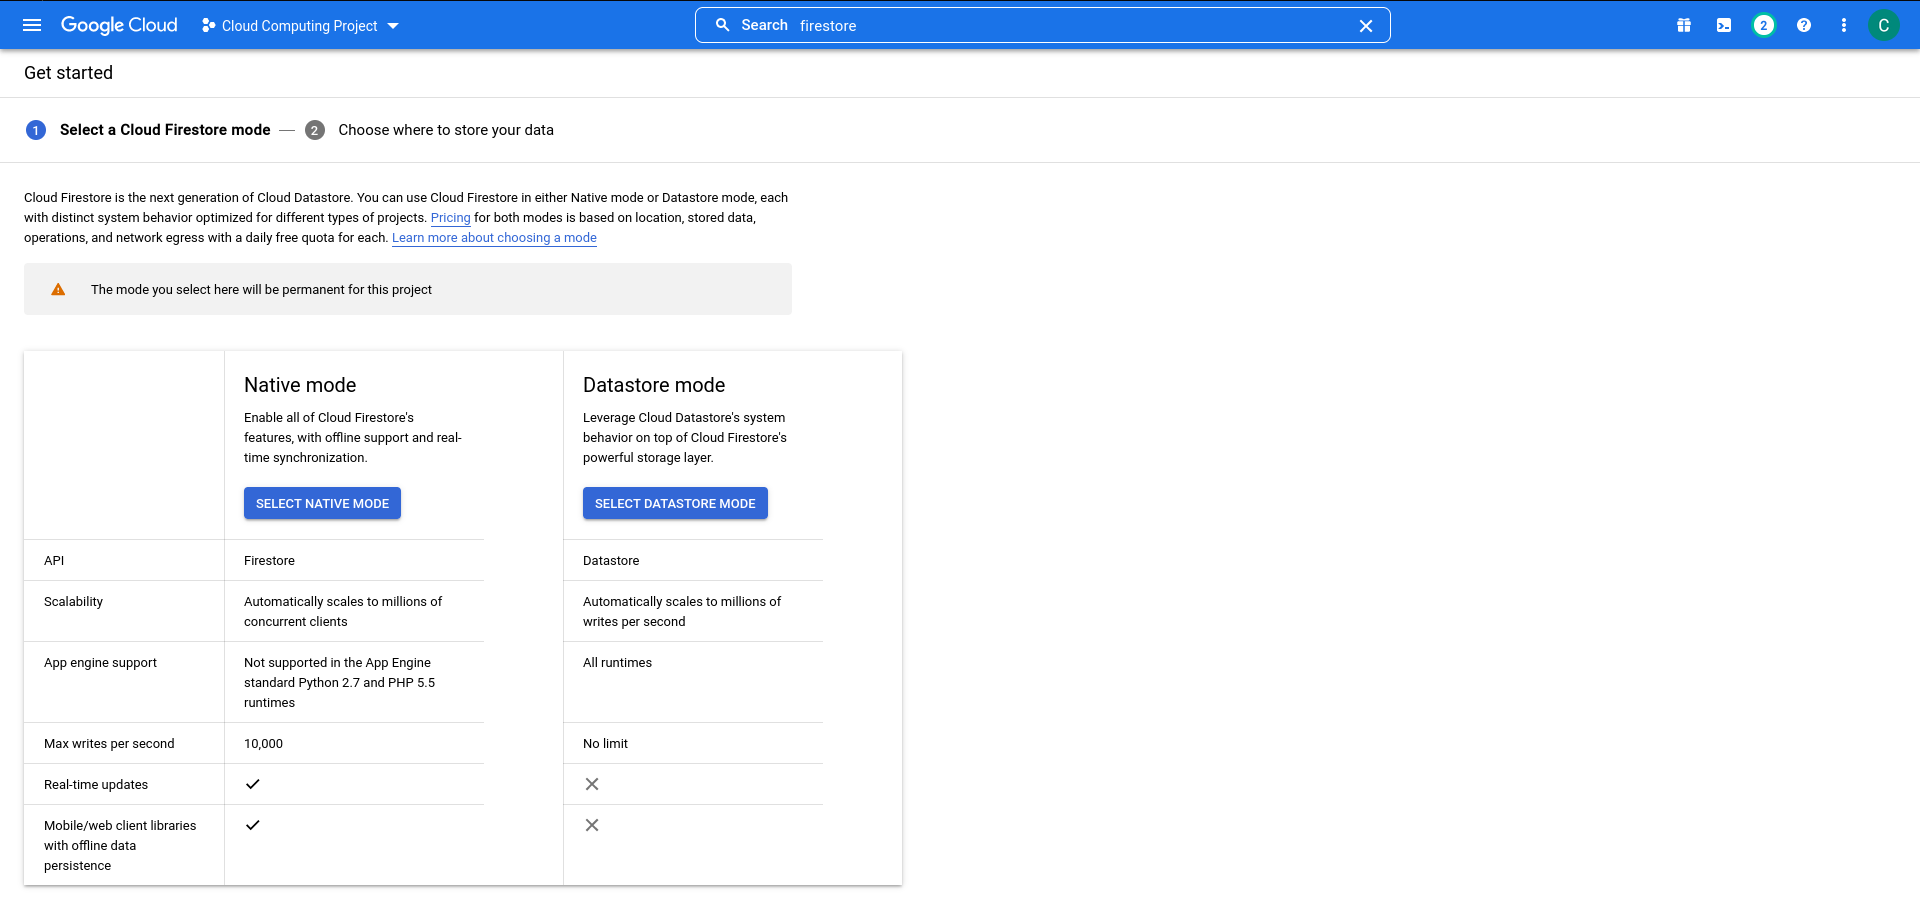 Google Cloud
Cloud Computing Project
Search firestore
2
C
Get started
1 Select a Cloud Firestore mode — 2 Choose where to store your data
Cloud Firestore is the next generation of Cloud Datastore. You can use Cloud Firestore in either Native mode or Datastore mode, each
with distinct system behavior optimized for different types of projects. Pricing for both modes is based on location, stored data,
operations, and network egress with a daily free quota for each. Learn more about choosing a mode
The mode you select here will be permanent for this project
Native mode
Enable all of Cloud Firestore's
features, with offline support and real-
time synchronization.
SELECT NATIVE MODE
Datastore mode
Leverage Cloud Datastore's system
behavior on top of Cloud Firestore's
powerful storage layer.
SELECT DATASTORE MODE
API
Firestore
Datastore
Scalability
Automatically scales to millions of
concurrent clients
Automatically scales to millions of
writes per second
App engine support
Not supported in the App Engine
standard Python 2.7 and PHP 5.5
runtimes
All runtimes
Max writes per second
10,000
No limit
Real-time updates
Mobile/web client libraries
with offline data
persistence